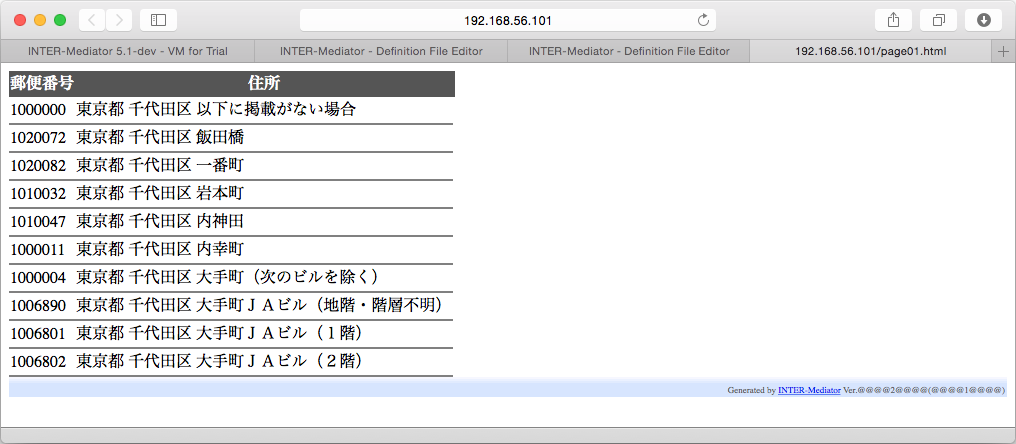 192.168.56.101
INTER-Mediator 5.1-dev - VM for Trial
INTER-Mediator - Definition File Editor
INTER-Mediator - Definition File Editor
192.168.56.101/page01.html
郵便番号 住所
1000000 東京都 千代田区 以下に掲載がない場合
1020072 東京都 千代田区 飯田橋
1020082 東京都 千代田区 一番町
1010032 東京都 千代田区 岩本町
1010047 東京都 千代田区 内神田
1000011 東京都 千代田区 内幸町
1000004 東京都 千代田区 大手町（次のビルを除く）
1006890 東京都 千代田区 大手町ＪＡビル（地階・階層不明）
1006801 東京都 千代田区 大手町ＪＡビル（１階）
1006802 東京都 千代田区 大手町ＪＡビル（２階）
Generated by INTER-Mediator Ver.@@@@2@@@@(@@@@1@@@@)